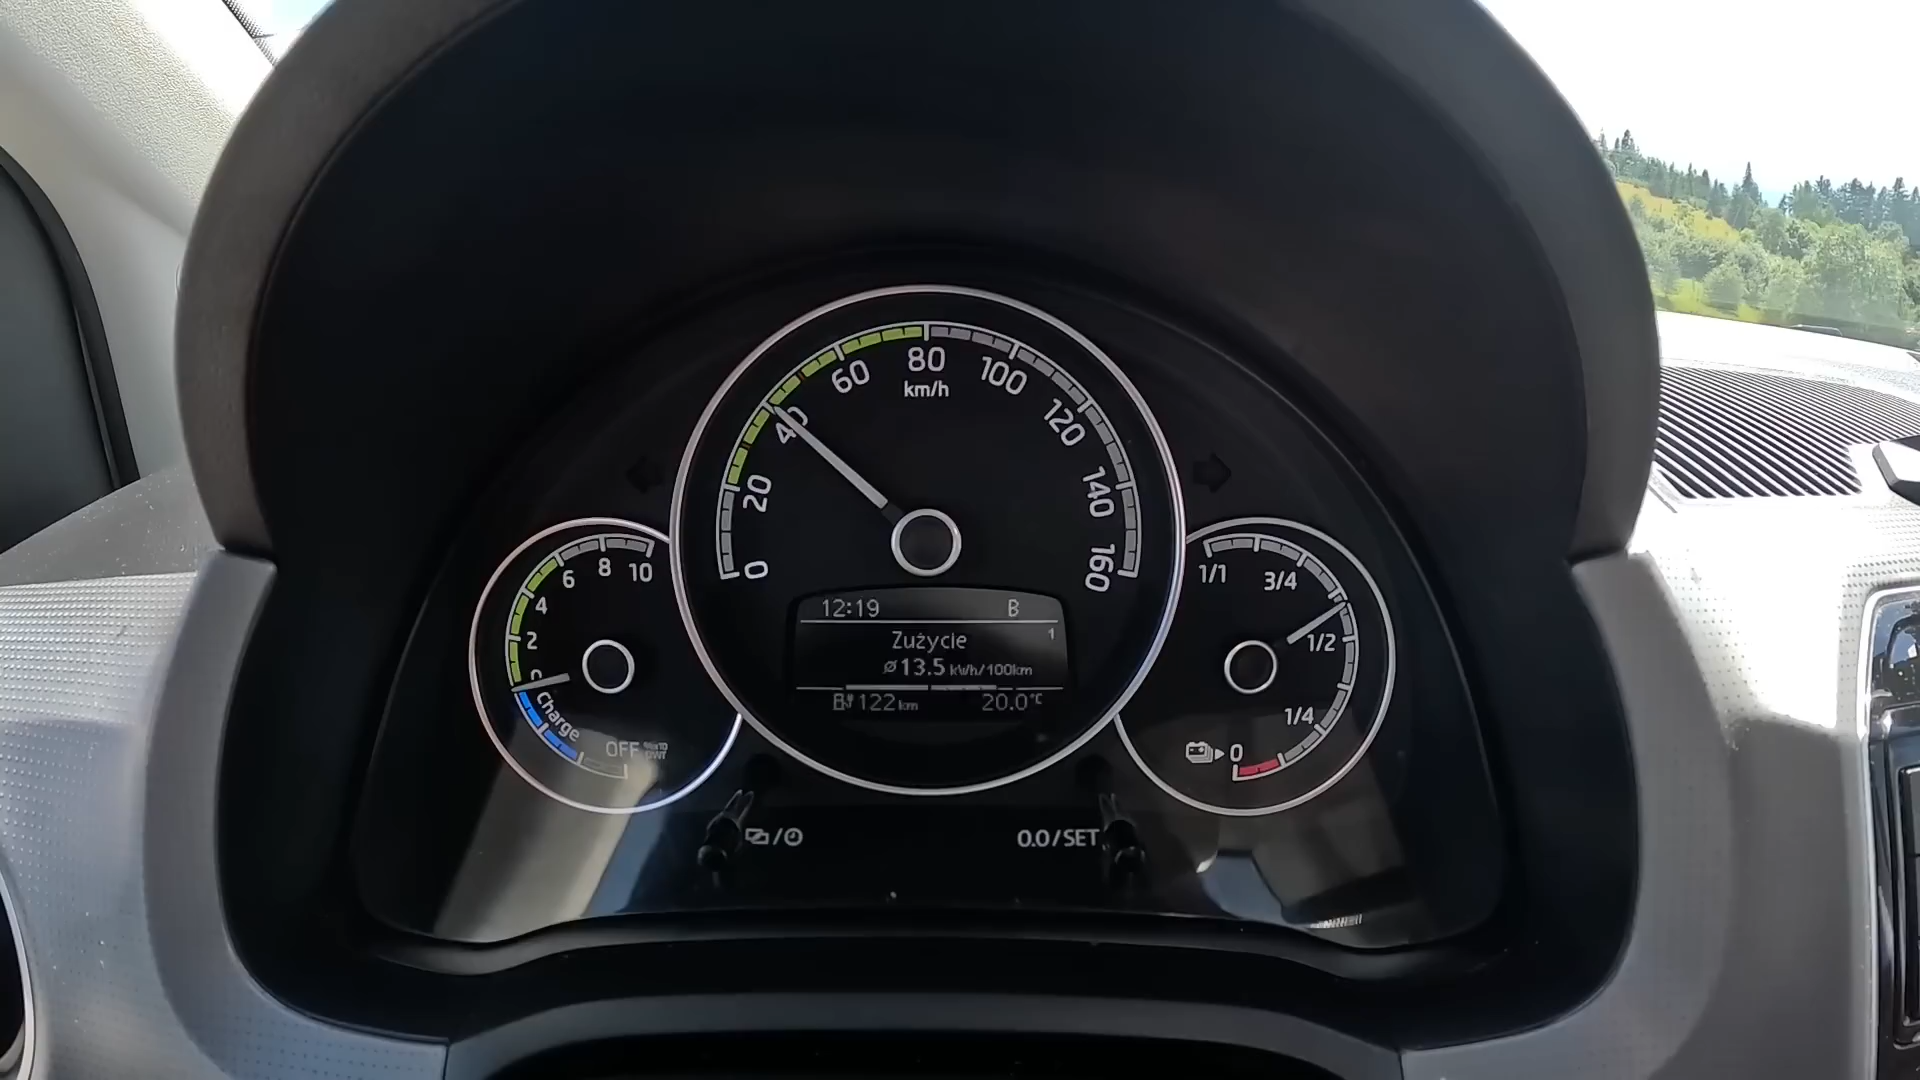 0
20
40
60
80
100
120
140
160
km/h
10
8
6
4
2
0
Charge
OFF
1/1
3/4
1/2
1/4
0
12:19 B
Zużycie 1
ø13.5 kWh/100km
122 km 20.0°C
0.0/SET